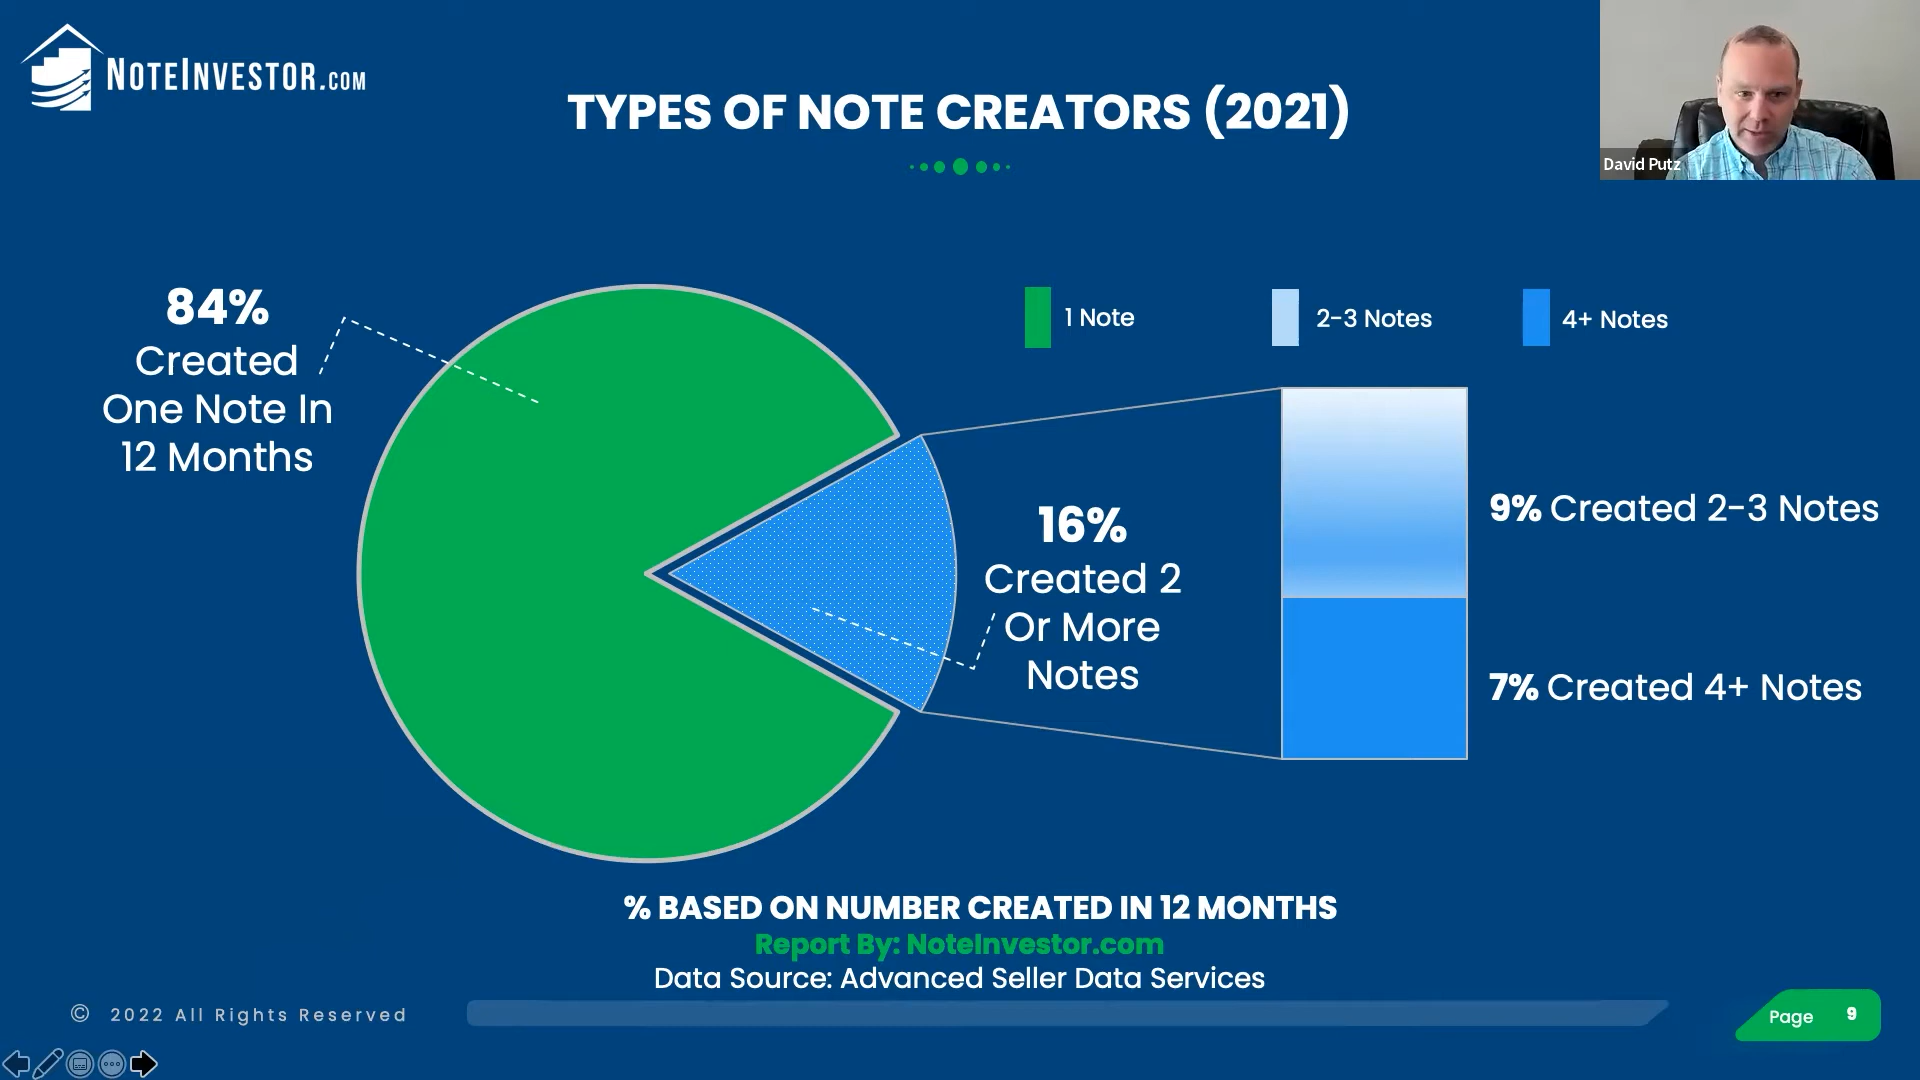 NOTEINVESTOR.COM
TYPES OF NOTE CREATORS (2021)
David Putz
84%
Created
One Note In
12 Months
1 Note
2-3 Notes
4+ Notes
16%
Created 2
Or More
Notes
9% Created 2-3 Notes
7% Created 4+ Notes
% BASED ON NUMBER CREATED IN 12 MONTHS
Report By: NoteInvestor.com
Data Source: Advanced Seller Data Services
© 2022 All Rights Reserved
Page 9